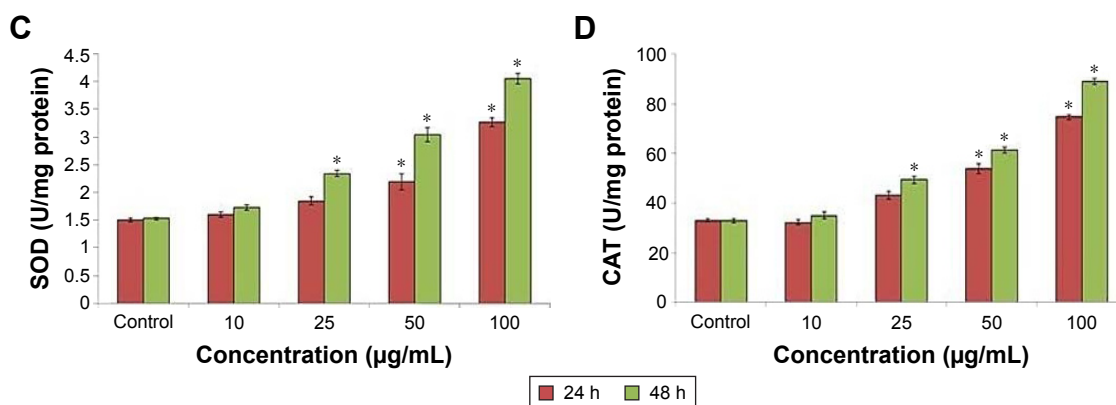 C
SOD (U/mg protein)
4.5
4
3.5
3
2.5
2
1.5
1
0.5
0
* * * * *
Control 10 25 50 100
Concentration (µg/mL)
D
CAT (U/mg protein)
100
80
60
40
20
0
* * * * *
Control 10 25 50 100
Concentration (µg/mL)
24 h 48 h